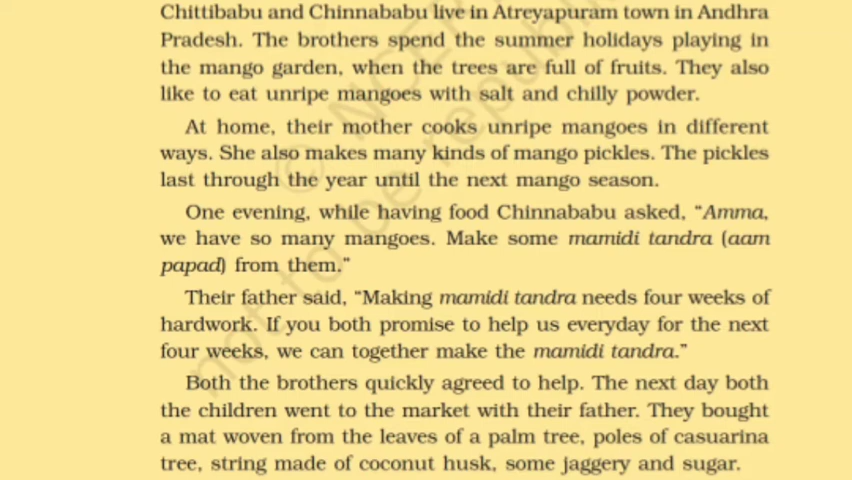 Chittibabu and Chinnababu live in Atreyapuram town in Andhra
Pradesh. The brothers spend the summer holidays playing in
the mango garden, when the trees are full of fruits. They also
like to eat unripe mangoes with salt and chilly powder.
At home, their mother cooks unripe mangoes in different
ways. She also makes many kinds of mango pickles. The pickles
last through the year until the next mango season.
One evening, while having food Chinnababu asked, “Amma,
we have so many mangoes. Make some mamidi tandra (aam
papad) from them.”
Their father said, “Making mamidi tandra needs four weeks of
hardwork. If you both promise to help us everyday for the next
four weeks, we can together make the mamidi tandra.”
Both the brothers quickly agreed to help. The next day both
the children went to the market with their father. They bought
a mat woven from the leaves of a palm tree, poles of casuarina
tree, string made of coconut husk, some jaggery and sugar.
© NCER
not to be republi